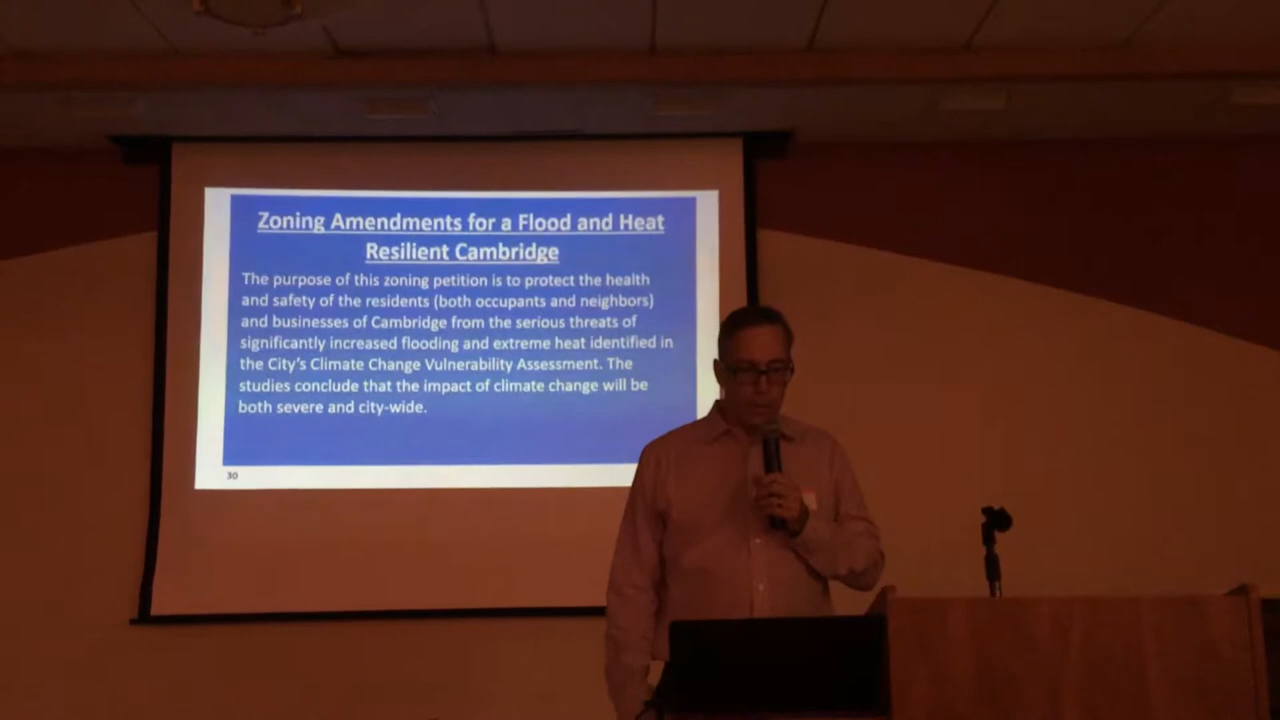 Zoning Amendments for a Flood and Heat
Resilient Cambridge
The purpose of this zoning petition is to protect the health
and safety of the residents (both occupants and neighbors)
and businesses of Cambridge from the serious threats of
significantly increased flooding and extreme heat identified in
the City's Climate Change Vulnerability Assessment. The
studies conclude that the impact of climate change will be
both severe and city-wide.
30